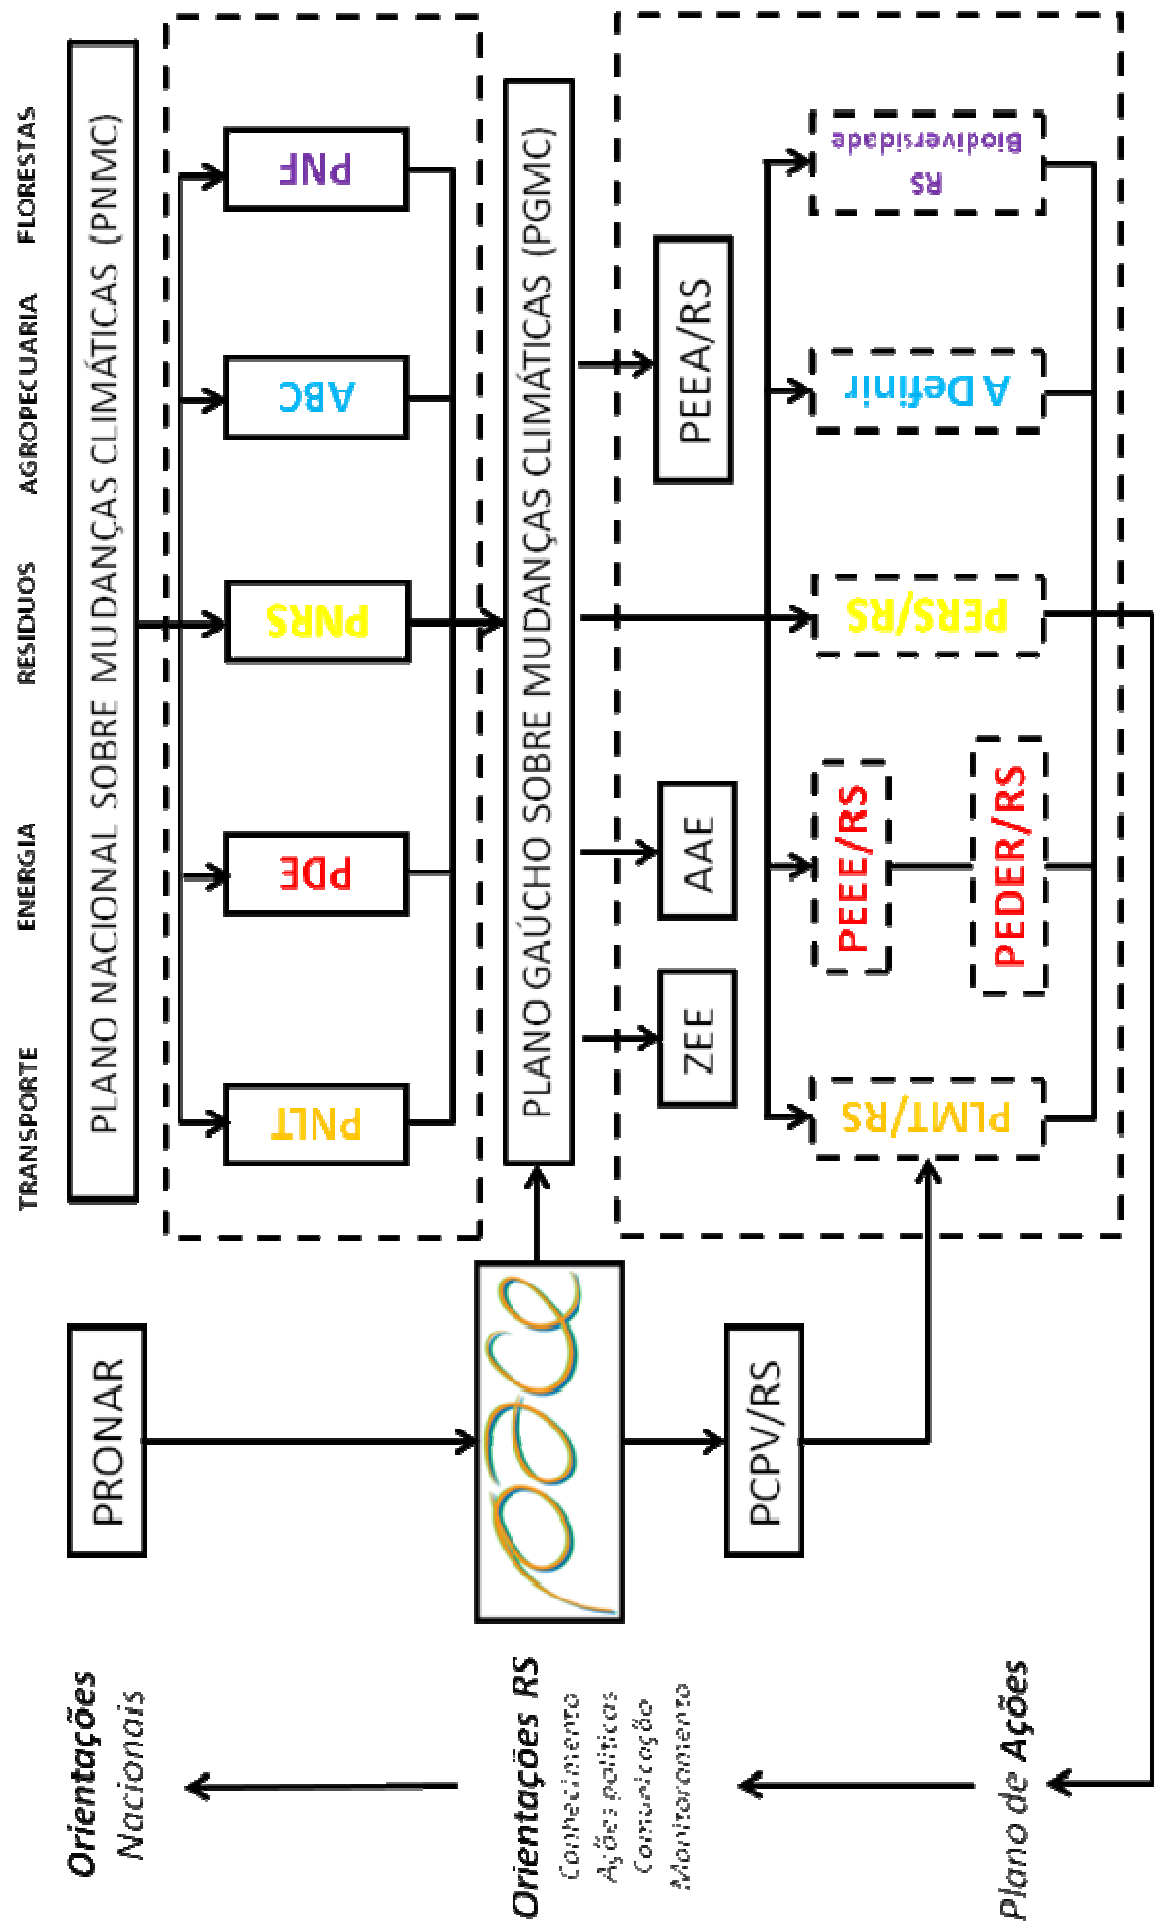 TRANSPORTE
ENERGIA
RESIDUOS
AGROPECUARIA
FLORESTAS
Orientações
Nacionais
PRONAR
PLANO NACIONAL SOBRE MUDANÇAS CLIMÁTICAS (PNMC)
PNLT
PDE
PNRS
ABC
PNF
Orientações RS
Conhecimento
Ações políticas
Comunicação
Monitoramento
pace
PLANO GAÚCHO SOBRE MUDANÇAS CLIMÁTICAS (PGMC)
PCPV/RS
ZEE
AAE
PEEA/RS
PLMT/RS
PEEE/RS
PEDER/RS
PERS/RS
A Definir
RS
Biodiversidade
Plano de Ações